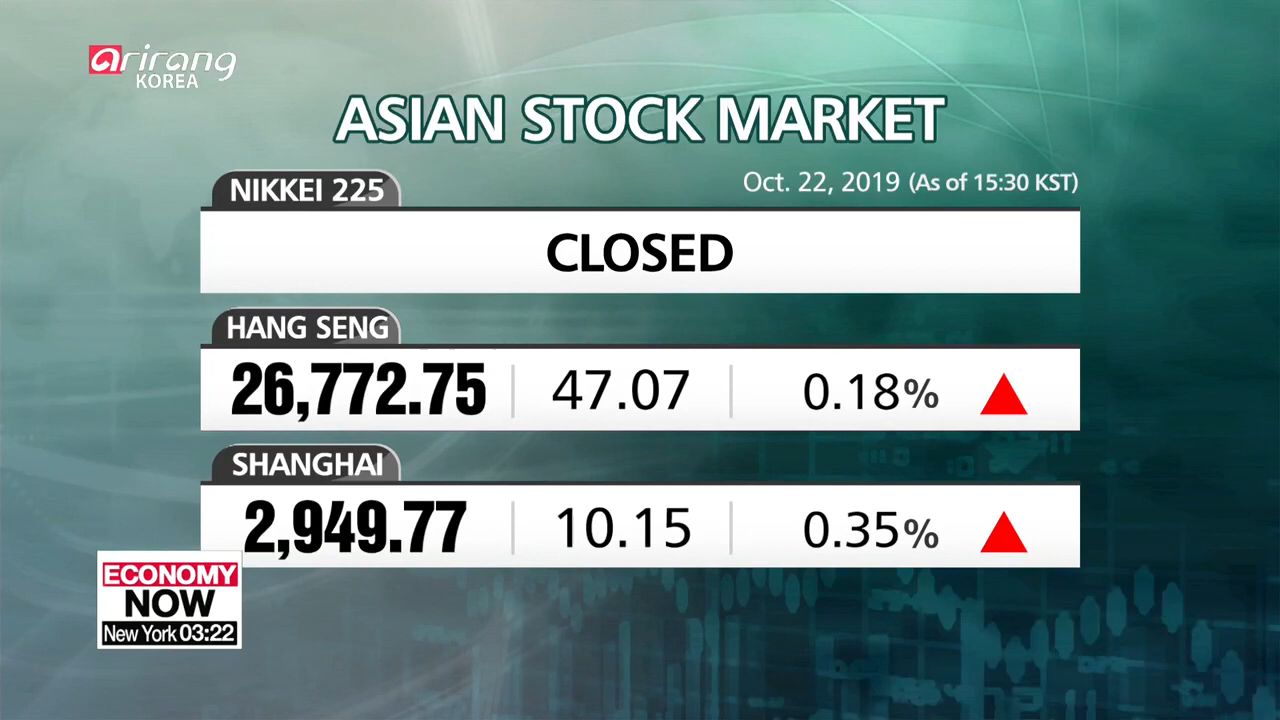 arirang
KOREA
ASIAN STOCK MARKET
NIKKEI 225
Oct. 22, 2019 (As of 15:30 KST)
CLOSED
HANG SENG
26,772.75 47.07 0.18% ▲
SHANGHAI
2,949.77 10.15 0.35% ▲
ECONOMY
NOW
New York 03:22